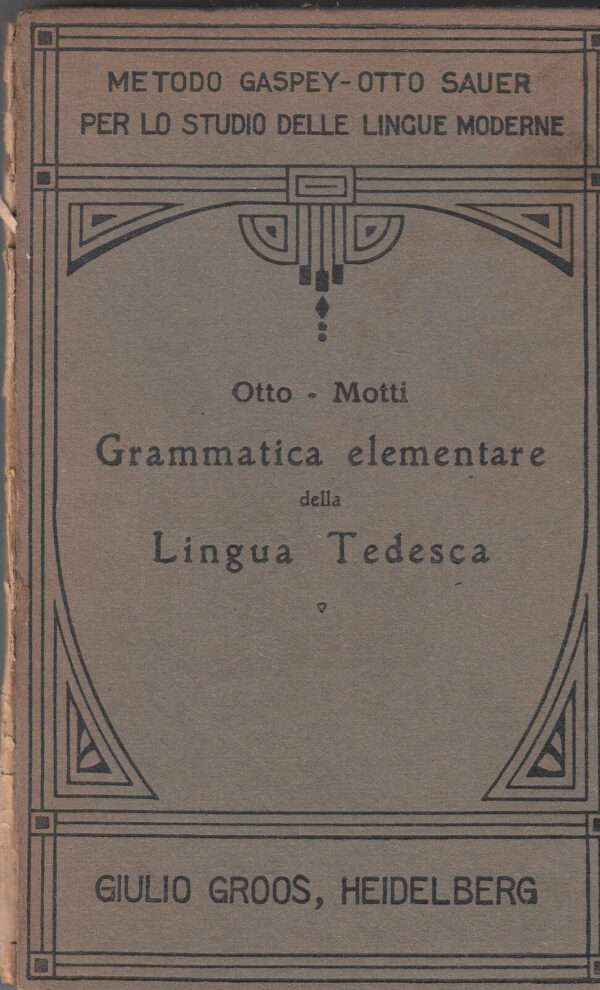 METODO GASPEY-OTTO SAUER
PER LO STUDIO DELLE LINGUE MODERNE
Otto - Motti
Grammatica elementare
della
Lingua Tedesca
GIULIO GROOS, HEIDELBERG